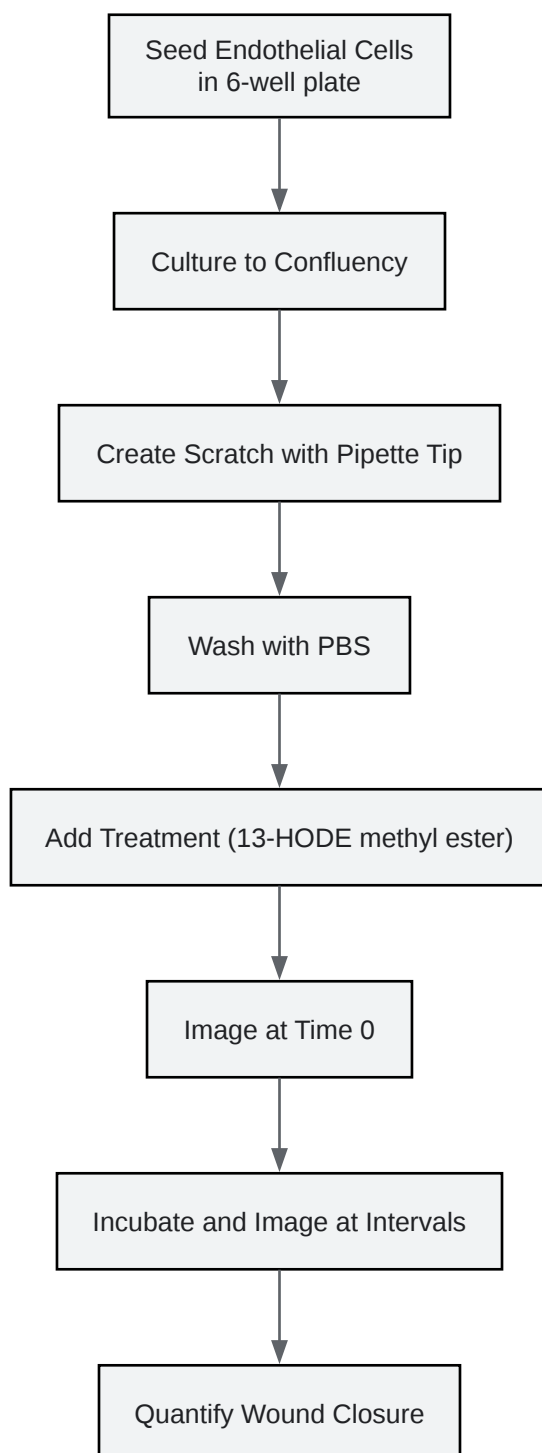 Seed Endothelial Cells
in 6-well plate
Culture to Confluency
Create Scratch with Pipette Tip
Wash with PBS
Add Treatment (13-HODE methyl ester)
Image at Time 0
Incubate and Image at Intervals
Quantify Wound Closure